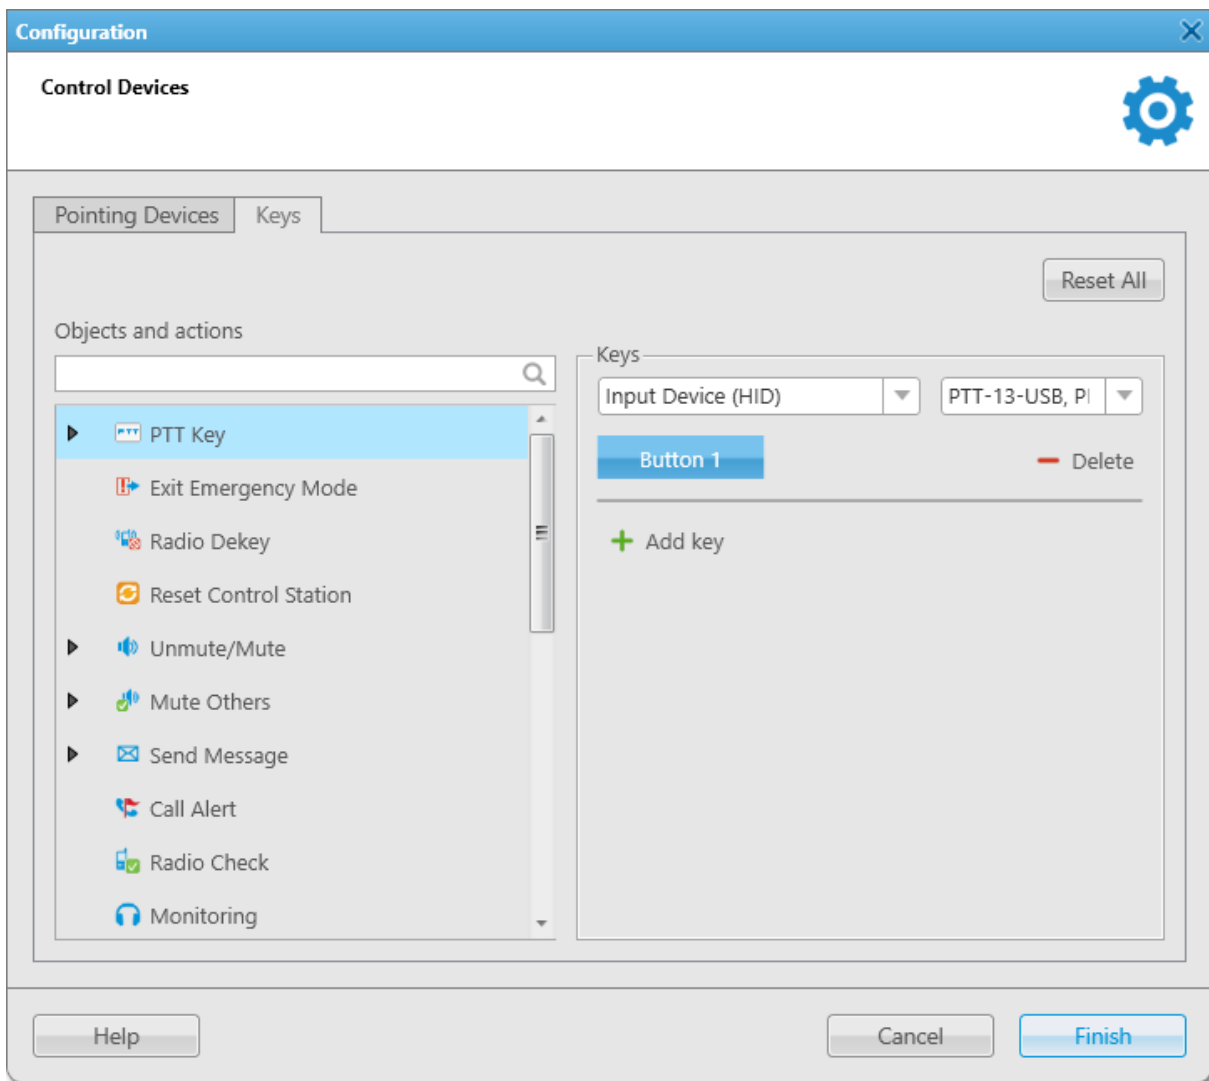 Configuration
Control Devices
Pointing Devices
Keys
Reset All
Objects and actions
PTT Key
Exit Emergency Mode
Radio Dekey
Reset Control Station
Unmute/Mute
Mute Others
Send Message
Call Alert
Radio Check
Monitoring
Keys
Input Device (HID)
PTT-13-USB, P
Button 1
Delete
Add key
Help
Cancel
Finish